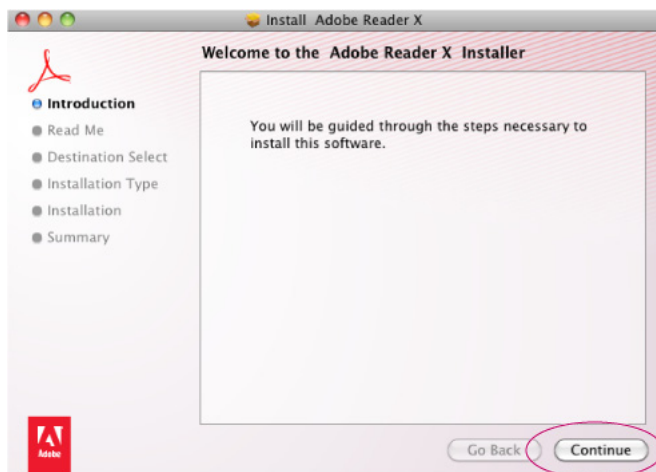 Install Adobe Reader X
Welcome to the Adobe Reader X Installer
Introduction
Read Me
Destination Select
Installation Type
Installation
Summary
You will be guided through the steps necessary to
install this software.
Adobe
Go Back
Continue